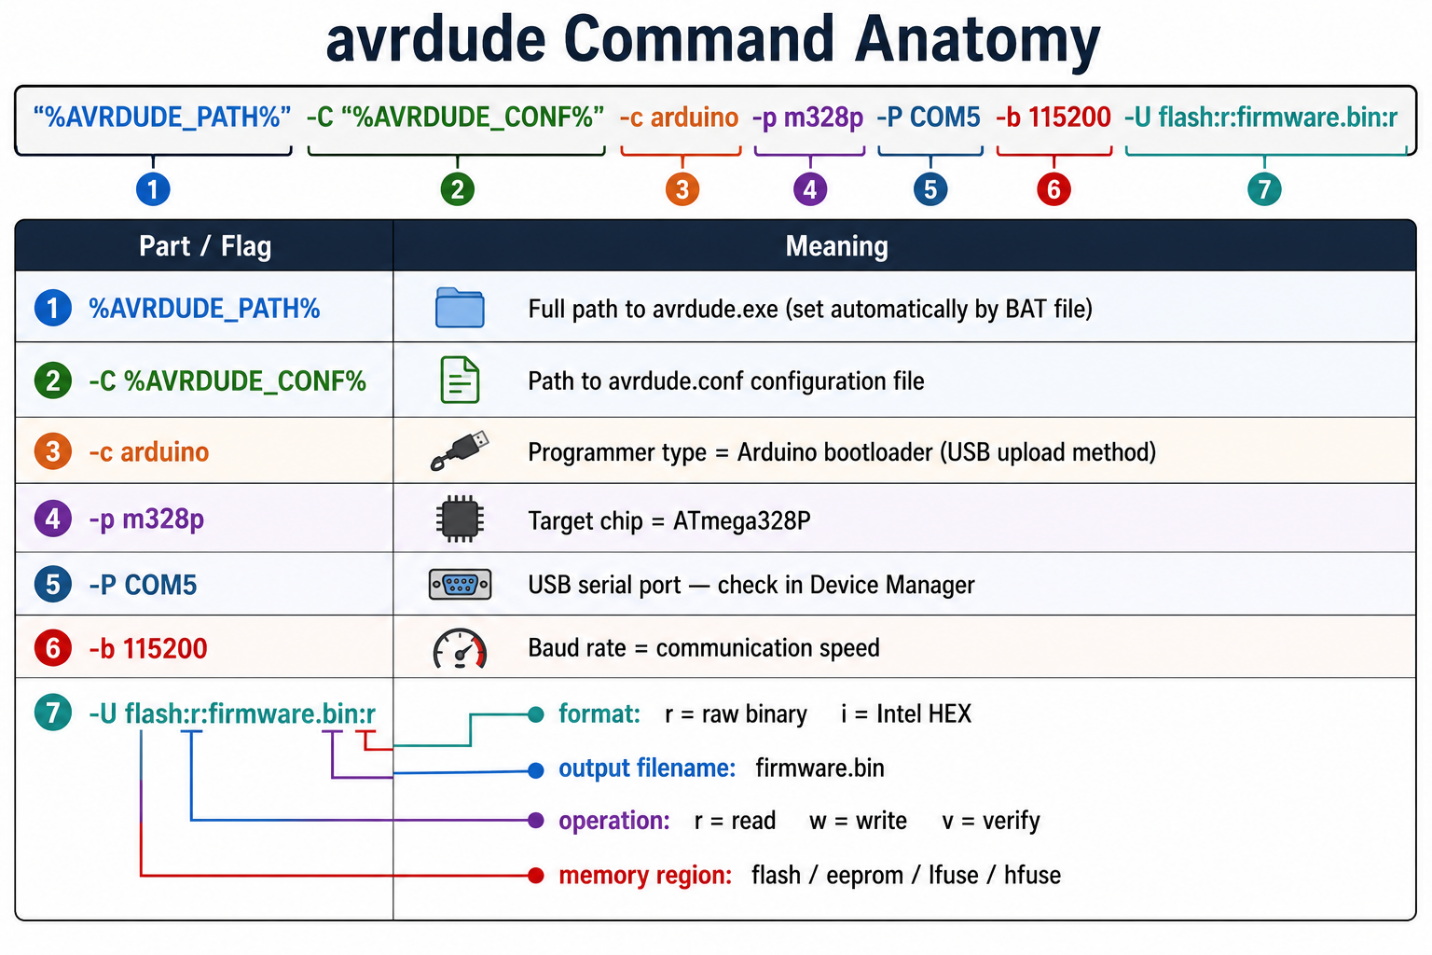 avrdude Command Anatomy
“%AVRDUDE_PATH%” -C “%AVRDUDE_CONF%” -c arduino -p m328p -P COM5 -b 115200 -U flash:r:firmware.bin:r
1 2 3 4 5 6 7
Part / Flag Meaning
1 %AVRDUDE_PATH% Full path to avrdude.exe (set automatically by BAT file)
2 -C %AVRDUDE_CONF% Path to avrdude.conf configuration file
3 -c arduino Programmer type = Arduino bootloader (USB upload method)
4 -p m328p Target chip = ATmega328P
5 -P COM5 USB serial port — check in Device Manager
6 -b 115200 Baud rate = communication speed
7 -U flash:r:firmware.bin:r format: r = raw binary i = Intel HEX
output filename: firmware.bin
operation: r = read w = write v = verify
memory region: flash / eeprom / lfuse / hfuse